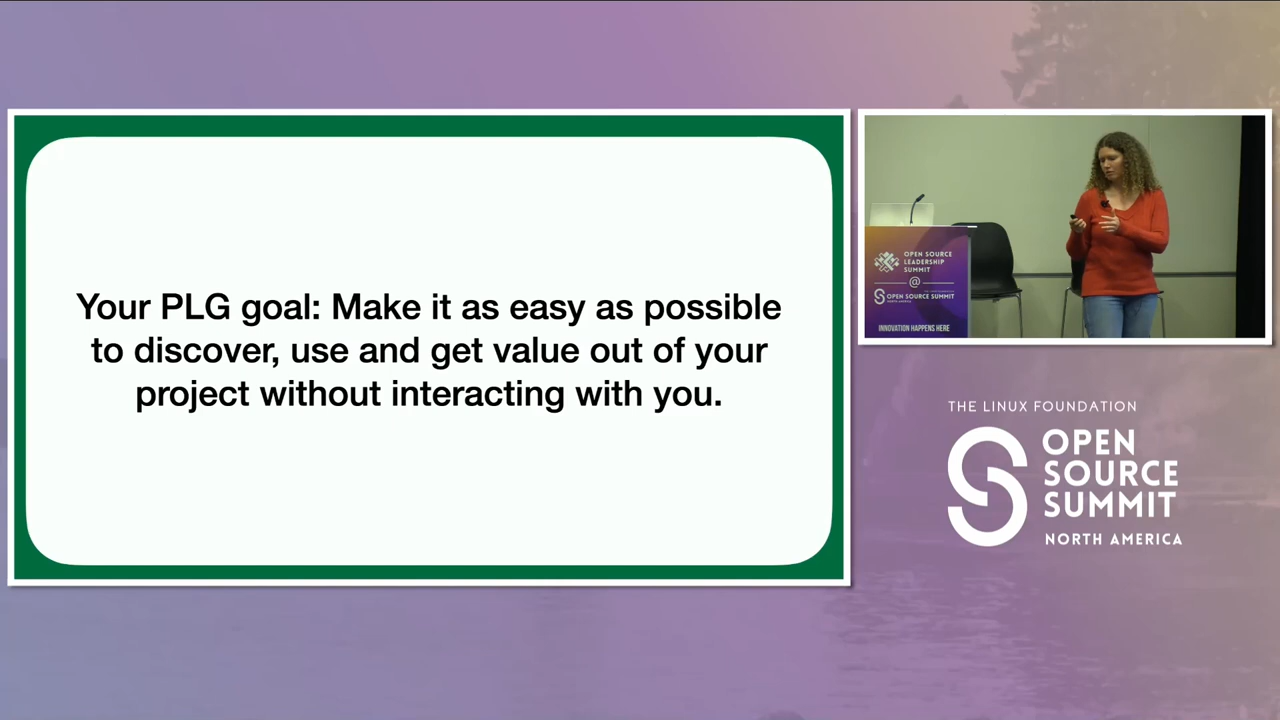 Your PLG goal: Make it as easy as possible
to discover, use and get value out of your
project without interacting with you.
OPEN SOURCE
LEADERSHIP
SUMMIT
@
OPEN SOURCE SUMMIT
INNOVATION HAPPENS HERE
THE LINUX FOUNDATION
OPEN
SOURCE
SUMMIT
NORTH AMERICA